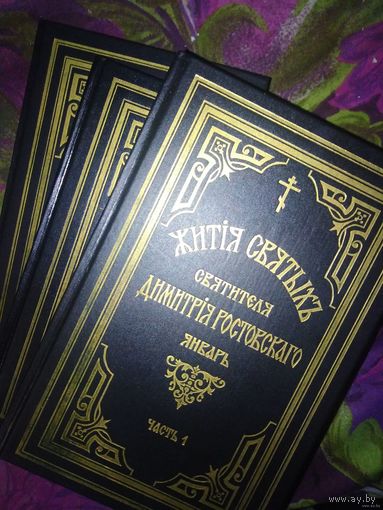 ЖИТІЯ СВЯТЫХЪ
СВЯТИТЕЛЯ
ДИМИТРІЯ РОСТОВСКАГО
ЯНВАРЬ
ЧАСТЬ 1
www.ay.by